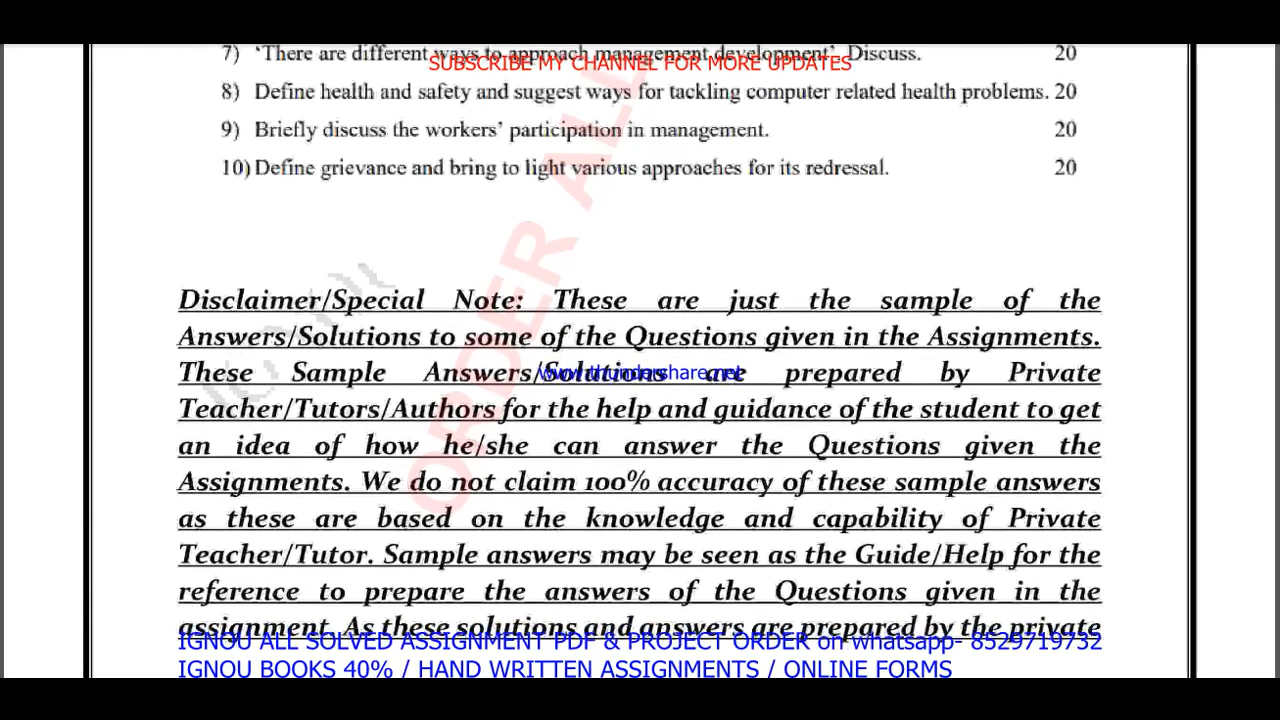 7) ‘There are different ways to approach management development’. Discuss. 20
SUBSCRIBE MY CHANNEL FOR MORE UPDATES
8) Define health and safety and suggest ways for tackling computer related health problems. 20
9) Briefly discuss the workers’ participation in management. 20
10) Define grievance and bring to light various approaches for its redressal. 20
ORDER ALL
Disclaimer/Special Note: These are just the sample of the
Answers/Solutions to some of the Questions given in the Assignments.
These Sample Answers/Solutions are prepared by Private
www.thundershare.net
Teacher/Tutors/Authors for the help and guidance of the student to get
an idea of how he/she can answer the Questions given the
Assignments. We do not claim 100% accuracy of these sample answers
as these are based on the knowledge and capability of Private
Teacher/Tutor. Sample answers may be seen as the Guide/Help for the
reference to prepare the answers of the Questions given in the
assignment. As these solutions and answers are prepared by the private
IGNOU ALL SOLVED ASSIGNMENT PDF & PROJECT ORDER on whatsapp- 8529719732
IGNOU BOOKS 40% / HAND WRITTEN ASSIGNMENTS / ONLINE FORMS